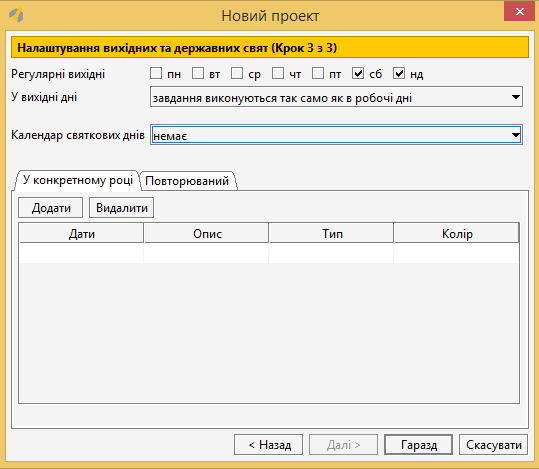 Новий проект
Налаштування вихідних та державних свят (Крок 3 з 3)
Регулярні вихідні пн вт ср чт пт сб нд
У вихідні дні завдання виконуються так само як в робочі дні
Календар святкових днів немає
У конкретному році Повторюваний
Додати Видалити
Дати Опис Тип Колір
< Назад Далі > Гаразд Скасувати